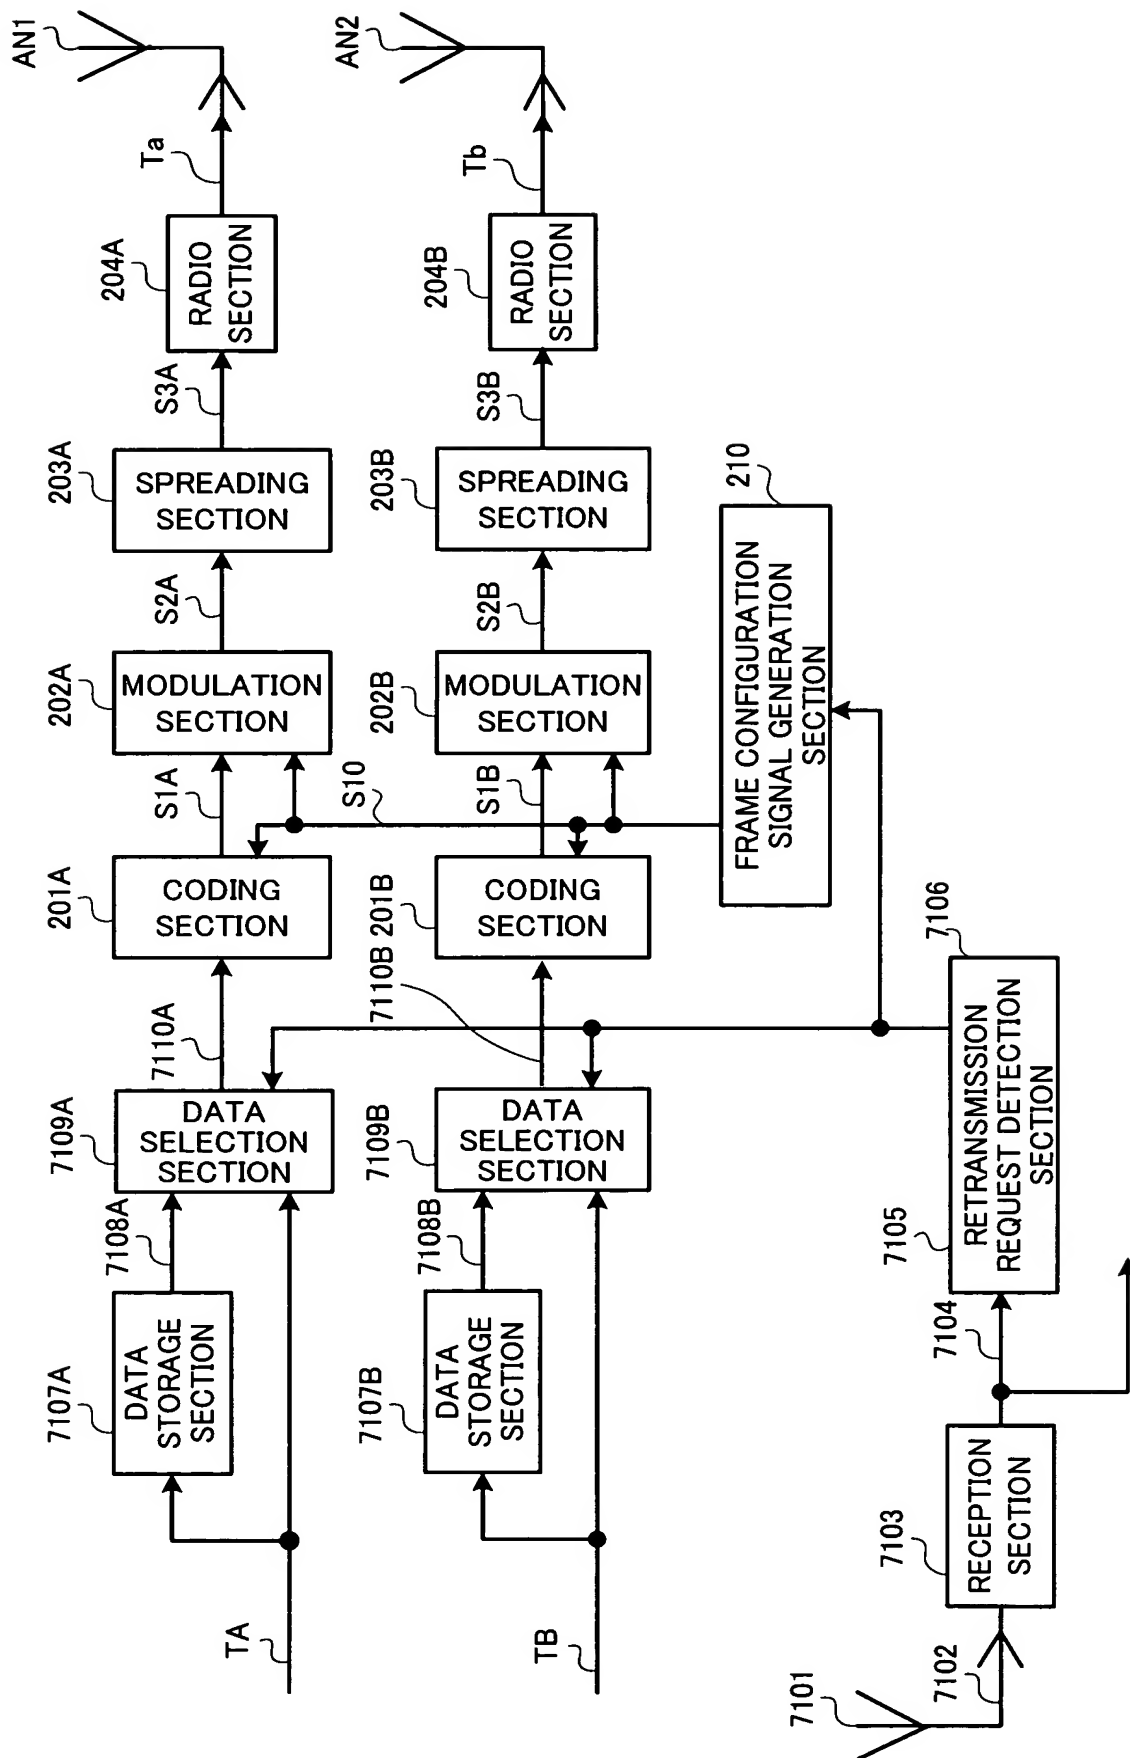 AN1
AN2
Ta
Tb
204A
RADIO
SECTION
204B
RADIO
SECTION
S3A
S3B
203A
SPREADING
SECTION
203B
SPREADING
SECTION
S2A
S2B
202A
MODULATION
SECTION
202B
MODULATION
SECTION
210
FRAME CONFIGURATION
SIGNAL GENERATION
SECTION
S1A
S10
S1B
201A
CODING
SECTION
201B
CODING
SECTION
7110A
7110B
7109A
DATA
SELECTION
SECTION
7109B
DATA
SELECTION
SECTION
7106
RETRANSMISSION
REQUEST DETECTION
SECTION
7105
7108A
7108B
7107A
DATA
STORAGE
SECTION
7107B
DATA
STORAGE
SECTION
7104
7103
RECEPTION
SECTION
TA
TB
7102
7101